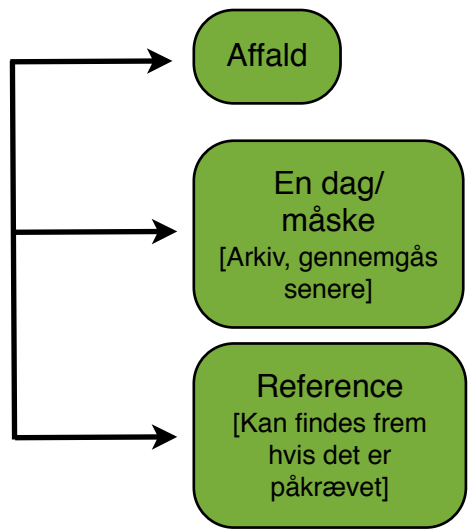 Affald
En dag/
måske
[Arkiv, gennemgås
senere]
Reference
[Kan findes frem
hvis det er
påkrævet]